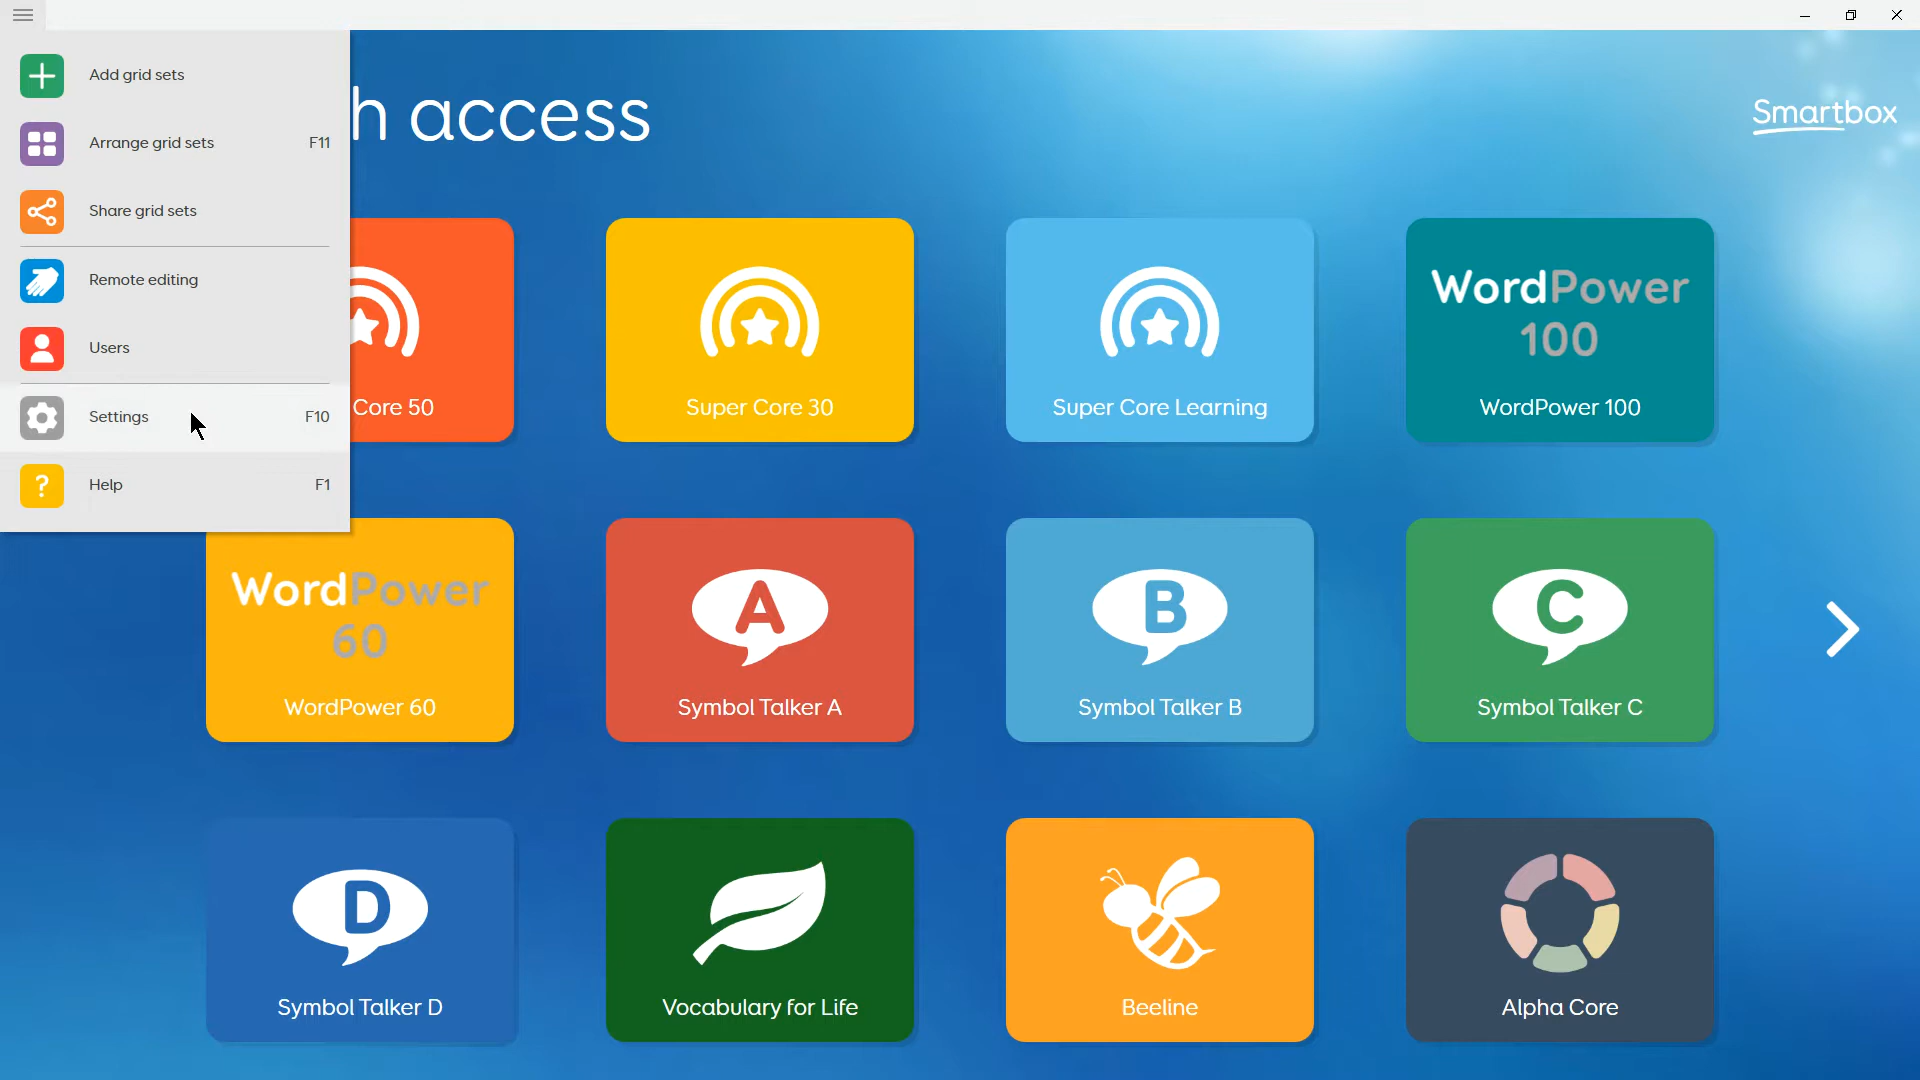 Add grid sets
Arrange grid sets F11
Share grid sets
Remote editing
Users
Settings F10
Help F1
h access
Smartbox
Core 50
Super Core 30
Super Core Learning
WordPower
100
WordPower 100
WordPower
60
WordPower 60
A
Symbol Talker A
B
Symbol Talker B
C
Symbol Talker C
D
Symbol Talker D
Vocabulary for Life
Beeline
Alpha Core